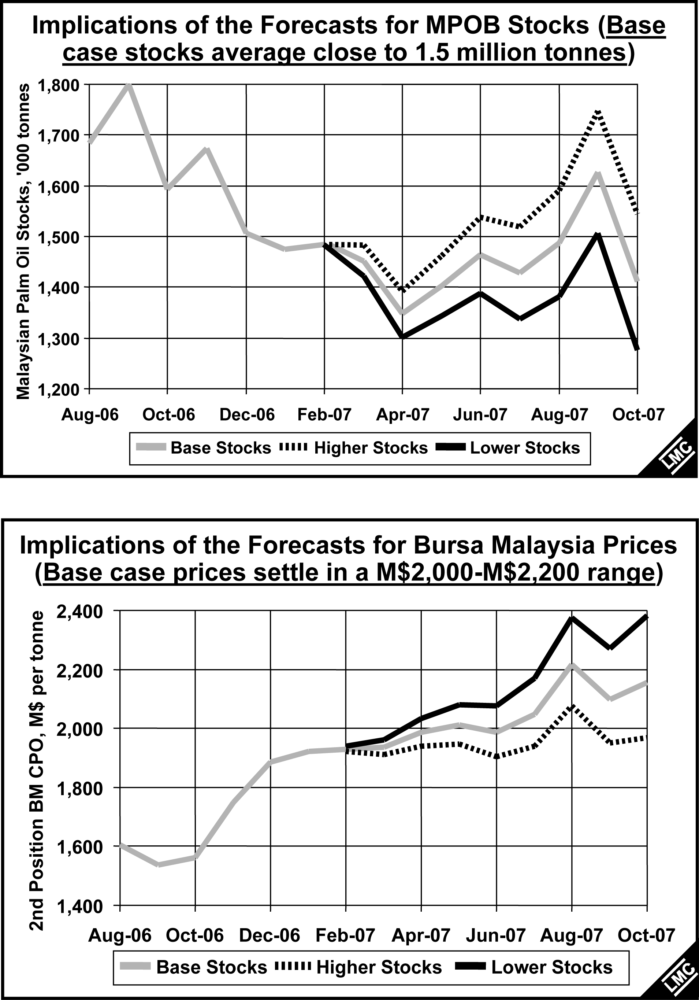 Implications of the Forecasts for MPOB Stocks (Base
case stocks average close to 1.5 million tonnes)
Malaysian Palm Oil Stocks, '000 tonnes
1,800
1,700
1,600
1,500
1,400
1,300
1,200
Aug-06 Oct-06 Dec-06 Feb-07 Apr-07 Jun-07 Aug-07 Oct-07
Base Stocks Higher Stocks Lower Stocks
LMC
Implications of the Forecasts for Bursa Malaysia Prices
(Base case prices settle in a M$2,000-M$2,200 range)
2nd Position BM CPO, M$ per tonne
2,400
2,200
2,000
1,800
1,600
1,400
Aug-06 Oct-06 Dec-06 Feb-07 Apr-07 Jun-07 Aug-07 Oct-07
Base Stocks Higher Stocks Lower Stocks
LMC